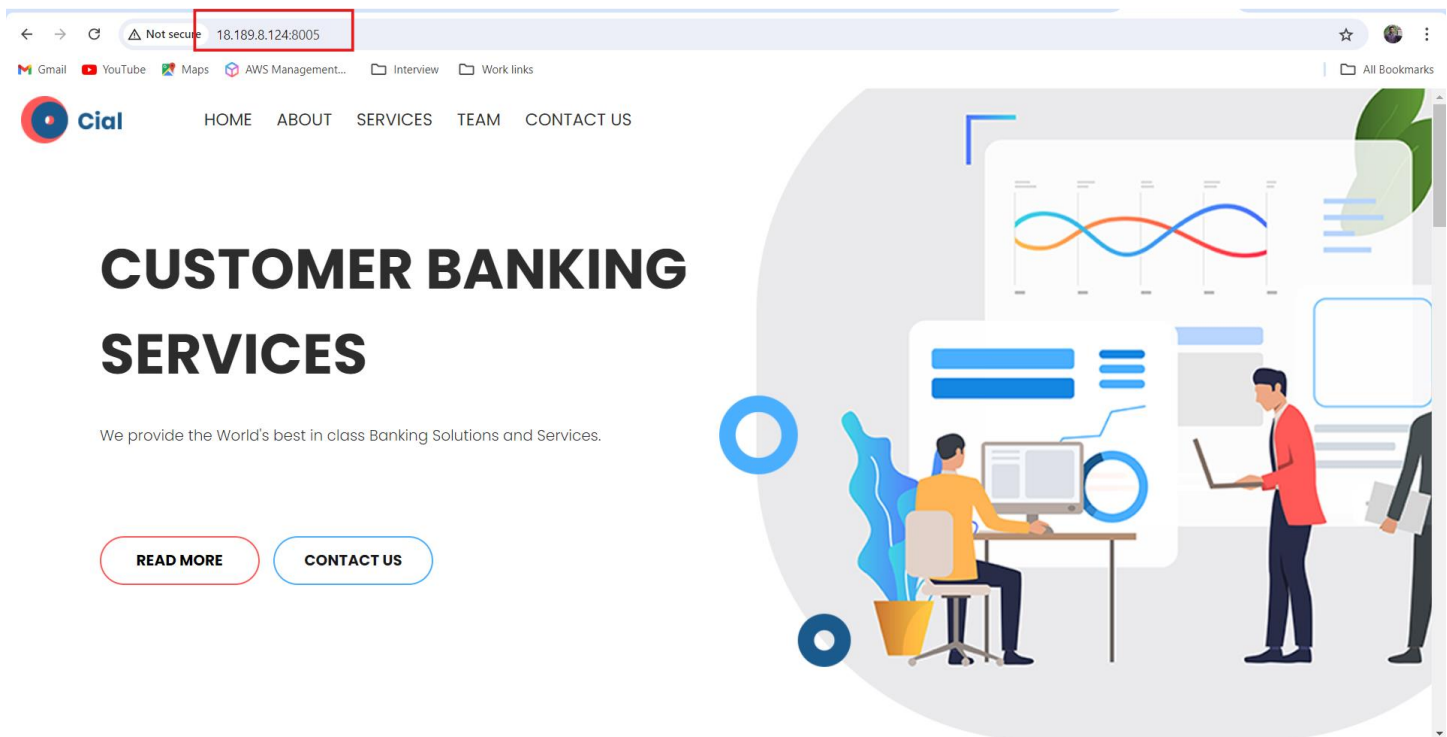 Not secure 18.189.8.124:8005
Gmail YouTube Maps AWS Management... Interview Work links All Bookmarks
Cial HOME ABOUT SERVICES TEAM CONTACT US
CUSTOMER BANKING
SERVICES
We provide the World's best in class Banking Solutions and Services.
READ MORE CONTACT US